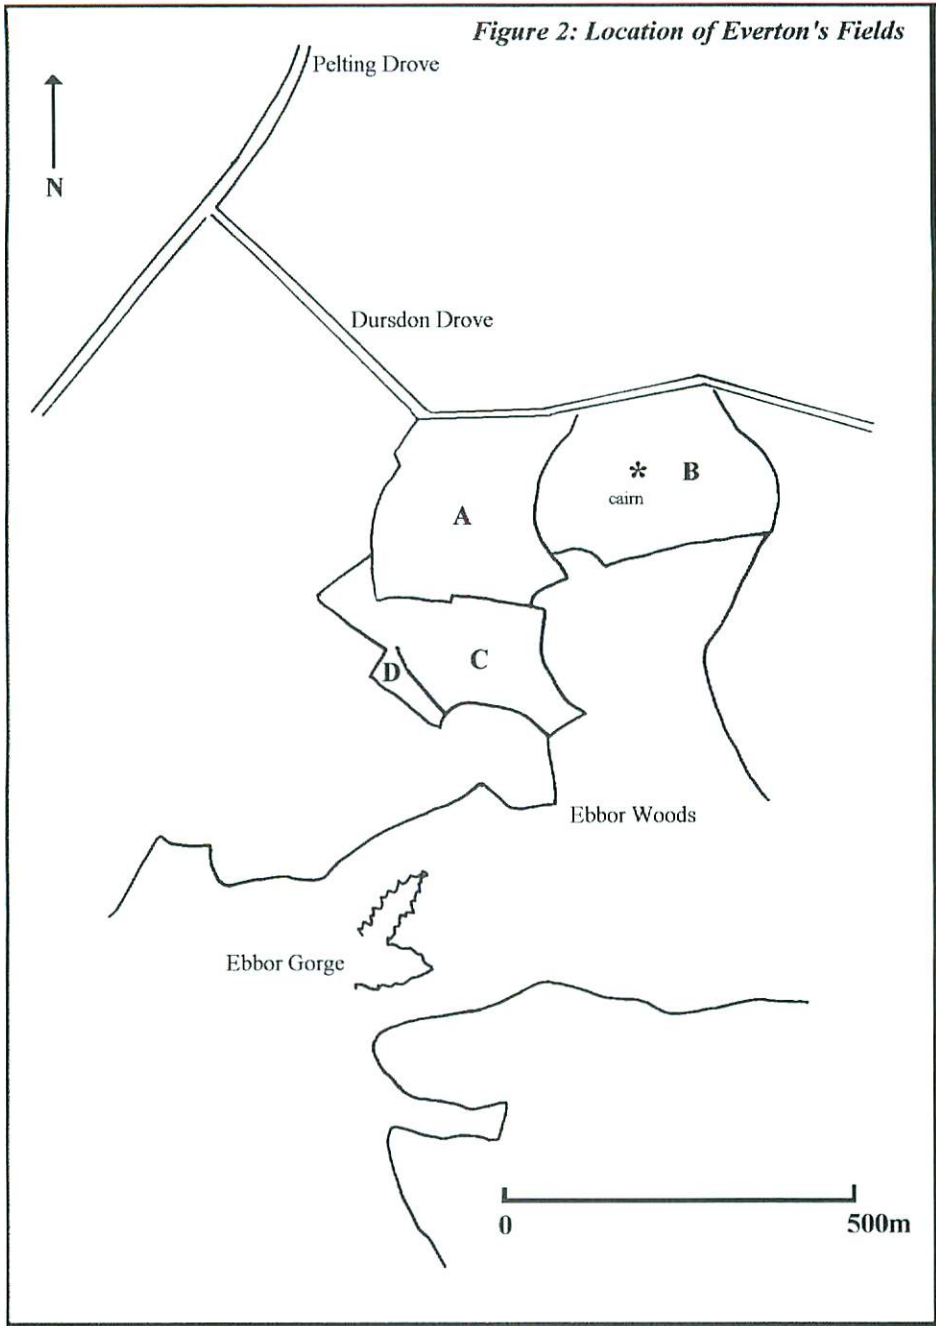 Figure 2: Location of Everton's Fields
Pelting Drove
N
Dursdon Drove
* B
cairn
A
C
D
Ebbor Woods
Ebbor Gorge
0 500m